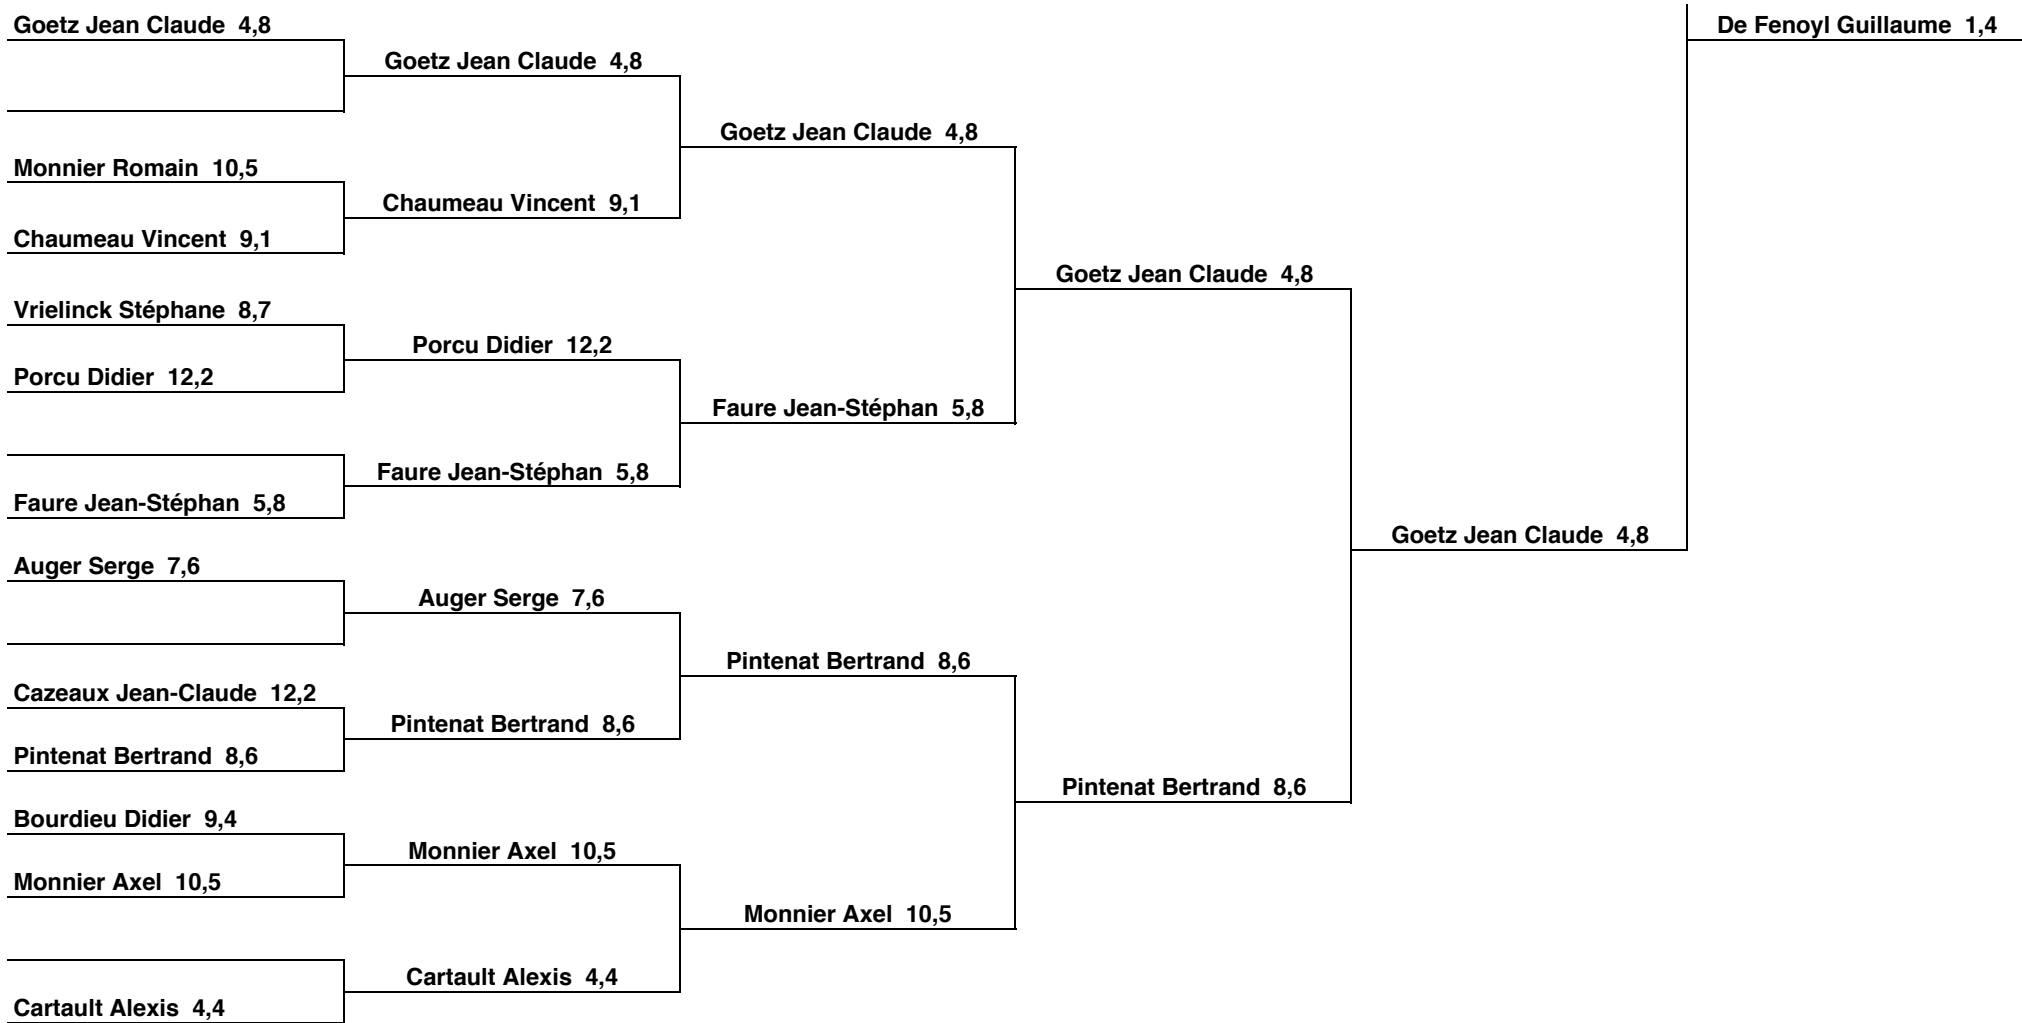 Goetz Jean Claude 4,8
De Fenoyl Guillaume 1,4
Goetz Jean Claude 4,8
Goetz Jean Claude 4,8
Monnier Romain 10,5
Chaumeau Vincent 9,1
Chaumeau Vincent 9,1
Goetz Jean Claude 4,8
Vrielinck Stéphane 8,7
Porcu Didier 12,2
Porcu Didier 12,2
Faure Jean-Stéphan 5,8
Faure Jean-Stéphan 5,8
Faure Jean-Stéphan 5,8
Goetz Jean Claude 4,8
Auger Serge 7,6
Auger Serge 7,6
Pintenat Bertrand 8,6
Cazeaux Jean-Claude 12,2
Pintenat Bertrand 8,6
Pintenat Bertrand 8,6
Pintenat Bertrand 8,6
Bourdieu Didier 9,4
Monnier Axel 10,5
Monnier Axel 10,5
Monnier Axel 10,5
Cartault Alexis 4,4
Cartault Alexis 4,4